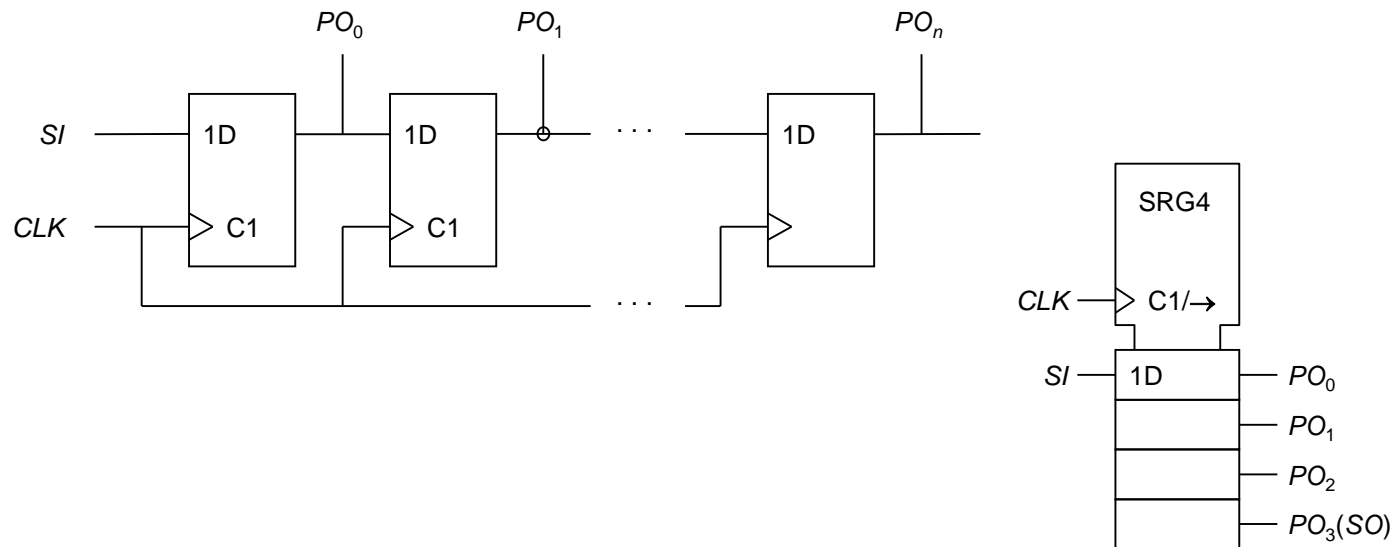 PO0 PO1 POn
SI 1D 1D . . . 1D
CLK C1 C1
. . .
SRG4
CLK C1/→
SI 1D PO0
PO1
PO2
PO3(SO)